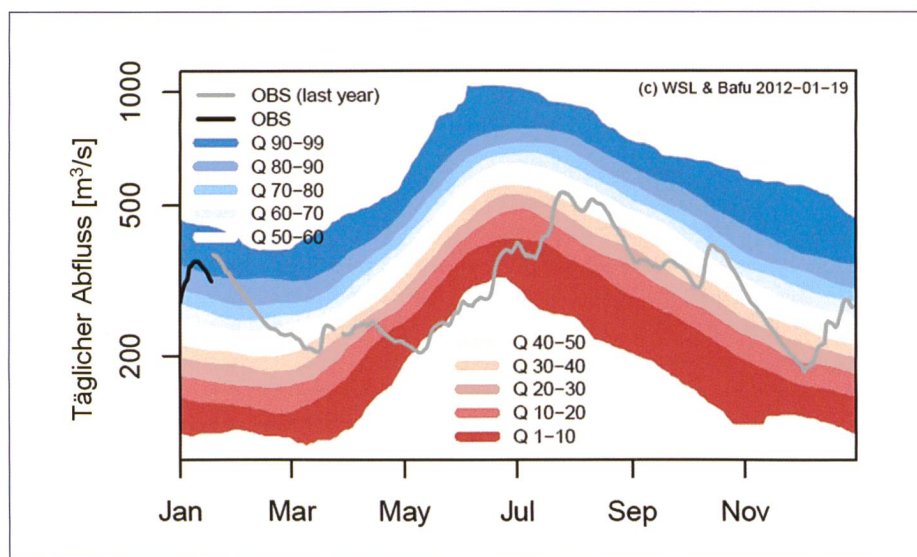 Täglicher Abfluss [m³/s]
1000
500
200
OBS (last year)
OBS
Q 90–99
Q 80–90
Q 70–80
Q 60–70
Q 50–60
(c) WSL & Bafu 2012–01–19
Q 40–50
Q 30–40
Q 20–30
Q 10–20
Q 1–10
Jan Mar May Jul Sep Nov